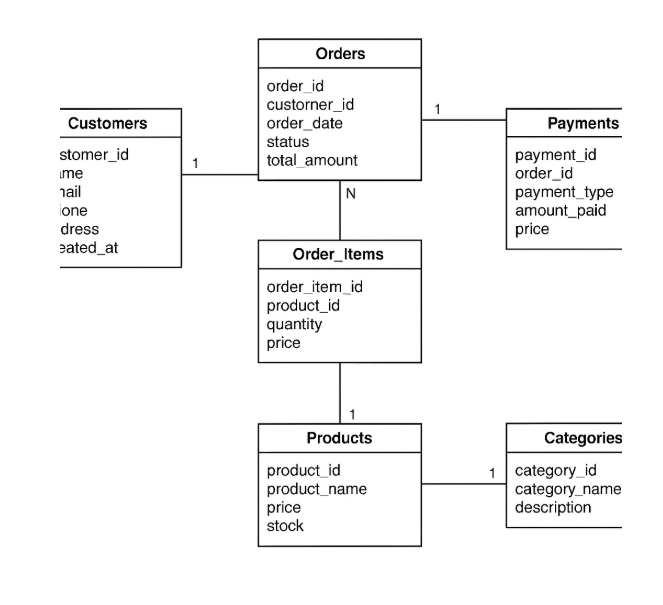 Orders
order_id
custorner_id
order_date
status
total_amount
1
Customers
stomer_id
ame
nail
ione
dress
eated_at
1
Payments
payment_id
order_id
payment_type
amount_paid
price
N
Order_Items
order_item_id
product_id
quantity
price
1
Products
product_id
product_name
price
stock
1
Categories
category_id
category_name
description